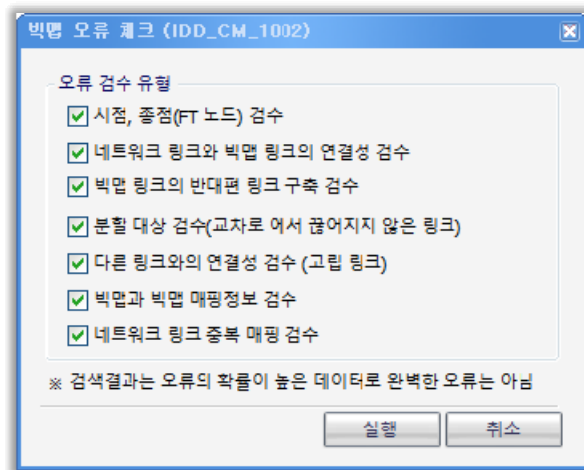 빅맵 오류 체크 (IDD_CM_1002)
오류 검수 유형
시점, 종점(FT 노드) 검수
네트워크 링크와 빅맵 링크의 연결성 검수
빅맵 링크의 반대편 링크 구축 검수
분할 대상 검수(교차로 에서 끊어지지 않은 링크)
다른 링크와의 연결성 검수 (고립 링크)
빅맵과 빅맵 매핑정보 검수
네트워크 링크 중복 매핑 검수
※ 검색결과는 오류의 확률이 높은 데이터로 완벽한 오류는 아님
실행
취소